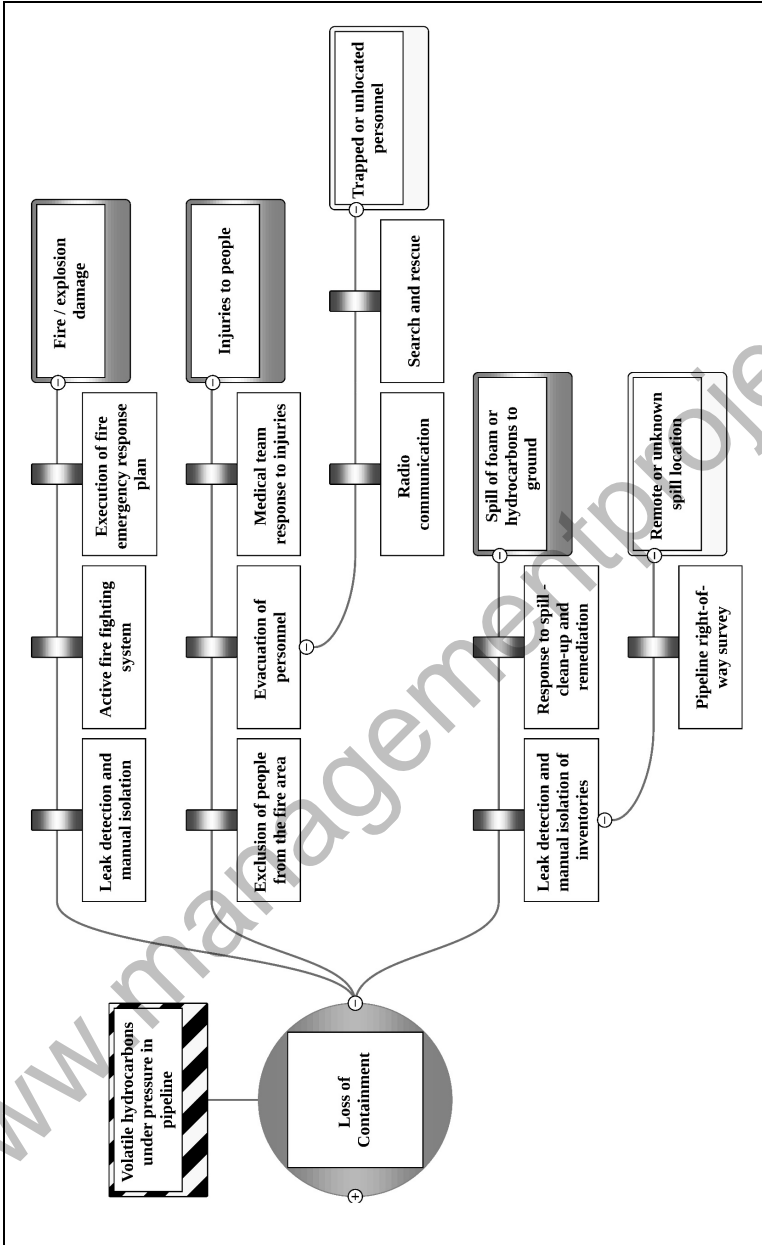 Volatile hydrocarbons
under pressure in
pipeline
Loss of
Containment
Leak detection and
manual isolation
Active fire fighting
system
Execution of fire
emergency response
plan
Fire / explosion
damage
Exclusion of people
from the fire area
Evacuation of
personnel
Medical team
response to injuries
Injuries to people
Radio
communication
Search and rescue
Trapped or unlocated
personnel
Leak detection and
manual isolation of
inventories
Response to spill -
clean-up and
remediation
Spill of foam or
hydrocarbons to
ground
Pipeline right-of-
way survey
Remote or unknown
spill location
ww.managementproje